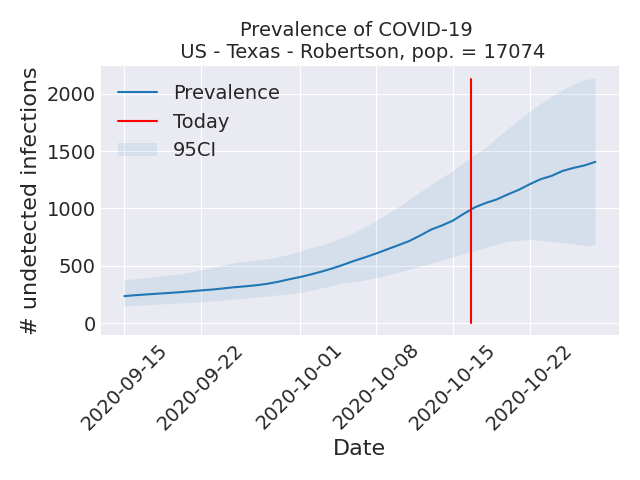 Prevalence of COVID-19
US - Texas - Robertson, pop. = 17074
# undetected infections
2000
1500
1000
500
0
Prevalence
Today
95CI
2020-09-15
2020-09-22
2020-10-01
2020-10-08
2020-10-15
2020-10-22
Date